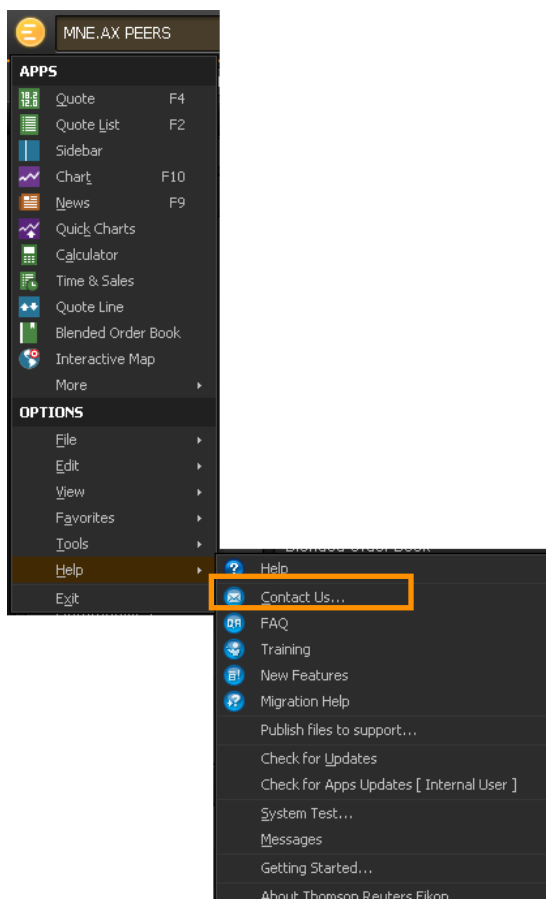 MNE.AX PEERS
APPS
Quote F4
Quote List F2
Sidebar
Chart F10
News F9
Quick Charts
Calculator
Time & Sales
Quote Line
Blended Order Book
Interactive Map
More
OPTIONS
File
Edit
View
Favorites
Tools
Help
Exit
Blended Order Book
Help
Contact Us...
FAQ
Training
New Features
Migration Help
Publish files to support...
Check for Updates
Check for Apps Updates [ Internal User ]
System Test...
Messages
Getting Started...
About Thomson Reuters Eikon